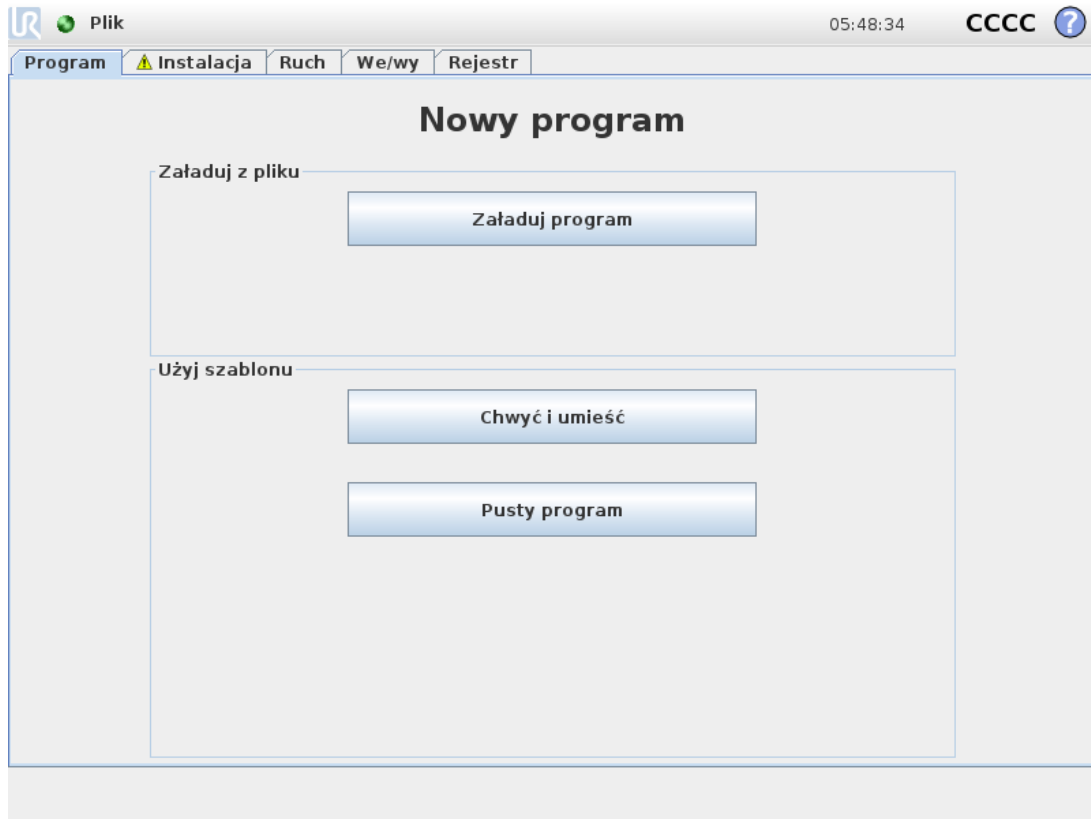 UR Plik 05:48:34 CCCC ?
Program Instalacja Ruch We/wy Rejestr
Nowy program
Załaduj z pliku
Załaduj program
Użyj szablonu
Chwyć i umieść
Pusty program